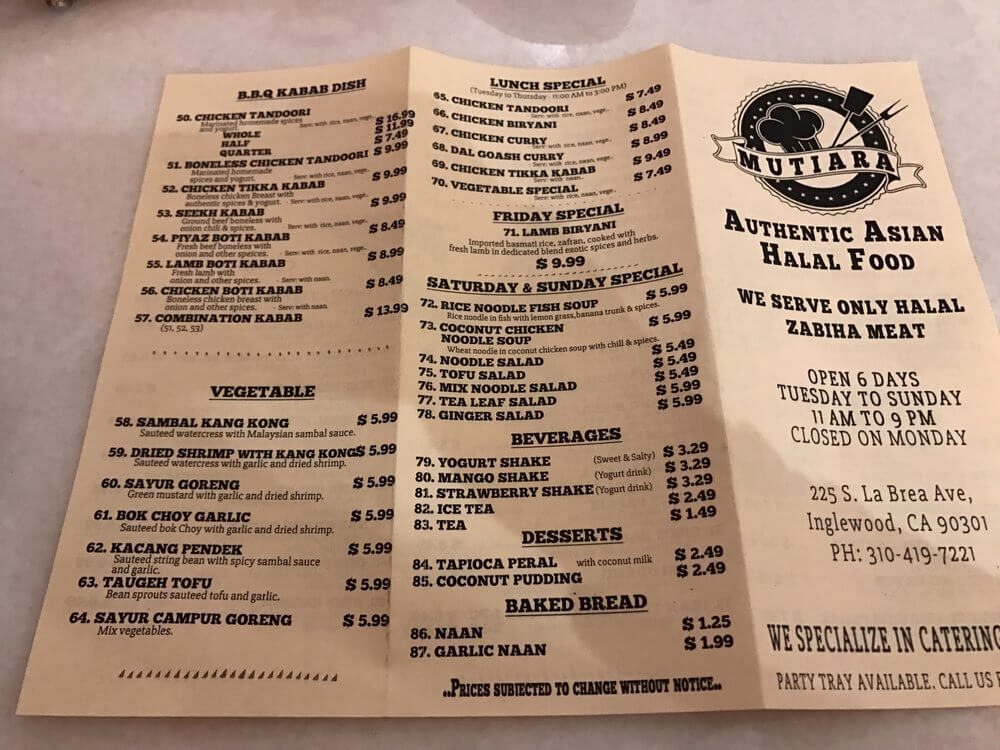 B.B.Q KABAB DISH
50. CHICKEN TANDOORI
Marinated homemade spices and yogurt. Serv: with rice, naan, vege..
WHOLE $ 16.99
HALF $ 11.99
QUARTER $ 7.49
51. BONELESS CHICKEN TANDOORI $ 9.99
Marinated homemade
spices and yogurt. Serv: with rice, naan, vege..
52. CHICKEN TIKKA KABAB $ 9.99
Boneless chicken Breast with
authentic spices & yogurt. - Serv: with rice, naan, vege..
53. SEEKH KABAB $ 9.99
Ground beef boneless with
onion chili & spices. Serv: with rice, naan, vege..
54. PIYAZ BOTI KABAB $ 8.49
Fresh beef boneless with
onion and other speices. - Serv: with rice, naan, vege..
55. LAMB BOTI KABAB $ 8.99
Fresh lamb with
onion and other spices. Serv: with naan.
56. CHICKEN BOTI KABAB $ 8.49
Boneless chicken breast with
onion and other spices. Serv: with naan.
57. COMBINATION KABAB $ 13.99
(51, 52, 53)
VEGETABLE
58. SAMBAL KANG KONG $ 5.99
Sauteed watercress with Malaysian sambal sauce.
59. DRIED SHRIMP WITH KANG KONG $ 5.99
Sauteed watercress with garlic and dried shrimp.
60. SAYUR GORENG $ 5.99
Green mustard with garlic and dried shrimp.
61. BOK CHOY GARLIC $ 5.99
Sauteed bok Choy with garlic and dried shrimp.
62. KACANG PENDEK $ 5.99
Sauteed string bean with spicy sambal sauce
and garlic.
63. TAUGEH TOFU $ 5.99
Bean sprouts sauteed tofu and garlic.
64. SAYUR CAMPUR GORENG $ 5.99
Mix vegetables.
LUNCH SPECIAL
(Tuesday to Thursday - 11:00 AM to 3:00 PM)
65. CHICKEN TANDOORI $ 7.49
Serv: with rice, naan, vege..
66. CHICKEN BIRYANI $ 8.49
67. CHICKEN CURRY $ 8.49
Serv: with rice, naan, vege..
68. DAL GOASH CURRY $ 8.99
Serv: with rice, naan, vege..
69. CHICKEN TIKKA KABAB $ 9.49
Serv: with naan.
70. VEGETABLE SPECIAL $ 7.49
Serv: with rice, naan, vege..
FRIDAY SPECIAL
71. LAMB BIRYANI
Imported basmati rice, zafran, cooked with
fresh lamb in dedicated blend exotic spices and herbs.
$ 9.99
SATURDAY & SUNDAY SPECIAL
72. RICE NOODLE FISH SOUP $ 5.99
Rice noodle in fish with lemon grass, banana trunk & spices.
73. COCONUT CHICKEN
NOODLE SOUP $ 5.99
Wheat noodle in coconut chicken soup with chill & spiecs.
74. NOODLE SALAD $ 5.49
75. TOFU SALAD $ 5.49
76. MIX NOODLE SALAD $ 5.49
77. TEA LEAF SALAD $ 5.99
78. GINGER SALAD $ 5.99
BEVERAGES
79. YOGURT SHAKE (Sweet & Salty) $ 3.29
80. MANGO SHAKE (Yogurt drink) $ 3.29
81. STRAWBERRY SHAKE (Yogurt drink) $ 3.29
82. ICE TEA $ 2.49
83. TEA $ 1.49
DESSERTS
84. TAPIOCA PERAL with coconut milk $ 2.49
85. COCONUT PUDDING $ 2.49
BAKED BREAD
86. NAAN $ 1.25
87. GARLIC NAAN $ 1.99
..PRICES SUBIECTED TO CHANGE WITHOUT NOTICE..
MUTIARA
AUTHENTIC ASIAN
HALAL FOOD
WE SERVE ONLY HALAL
ZABIHA MEAT
OPEN 6 DAYS
TUESDAY TO SUNDAY
11 AM TO 9 PM
CLOSED ON MONDAY
225 S. La Brea Ave,
Inglewood, CA 90301
PH: 310-419-7221
WE SPECIALIZE IN CATERING
PARTY TRAY AVAILABLE. CALL US